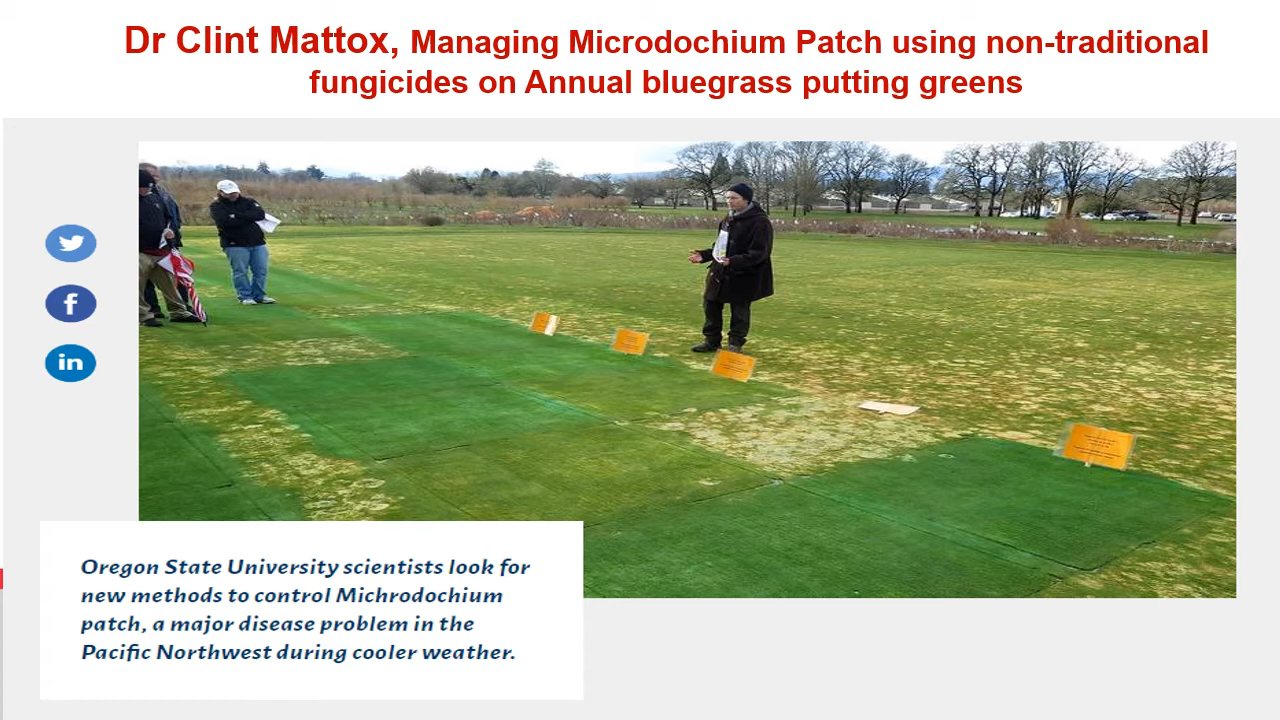 Dr Clint Mattox, Managing Microdochium Patch using non-traditional
fungicides on Annual bluegrass putting greens
in
Oregon State University scientists look for
new methods to control Michrodochium
patch, a major disease problem in the
Pacific Northwest during cooler weather.